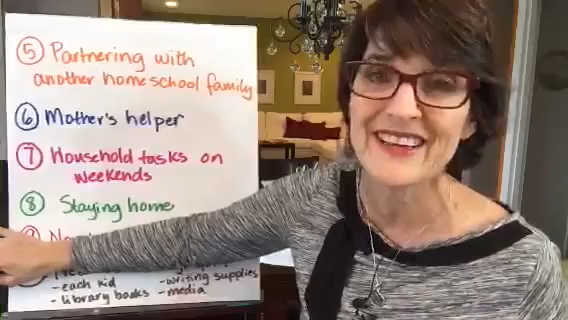 ⑤ Partnering with
another homeschool family
⑥ Mother's helper
⑦ Household tasks on
weekends
⑧ Staying home
⑨
- each kid - writing supplies
- library books - media